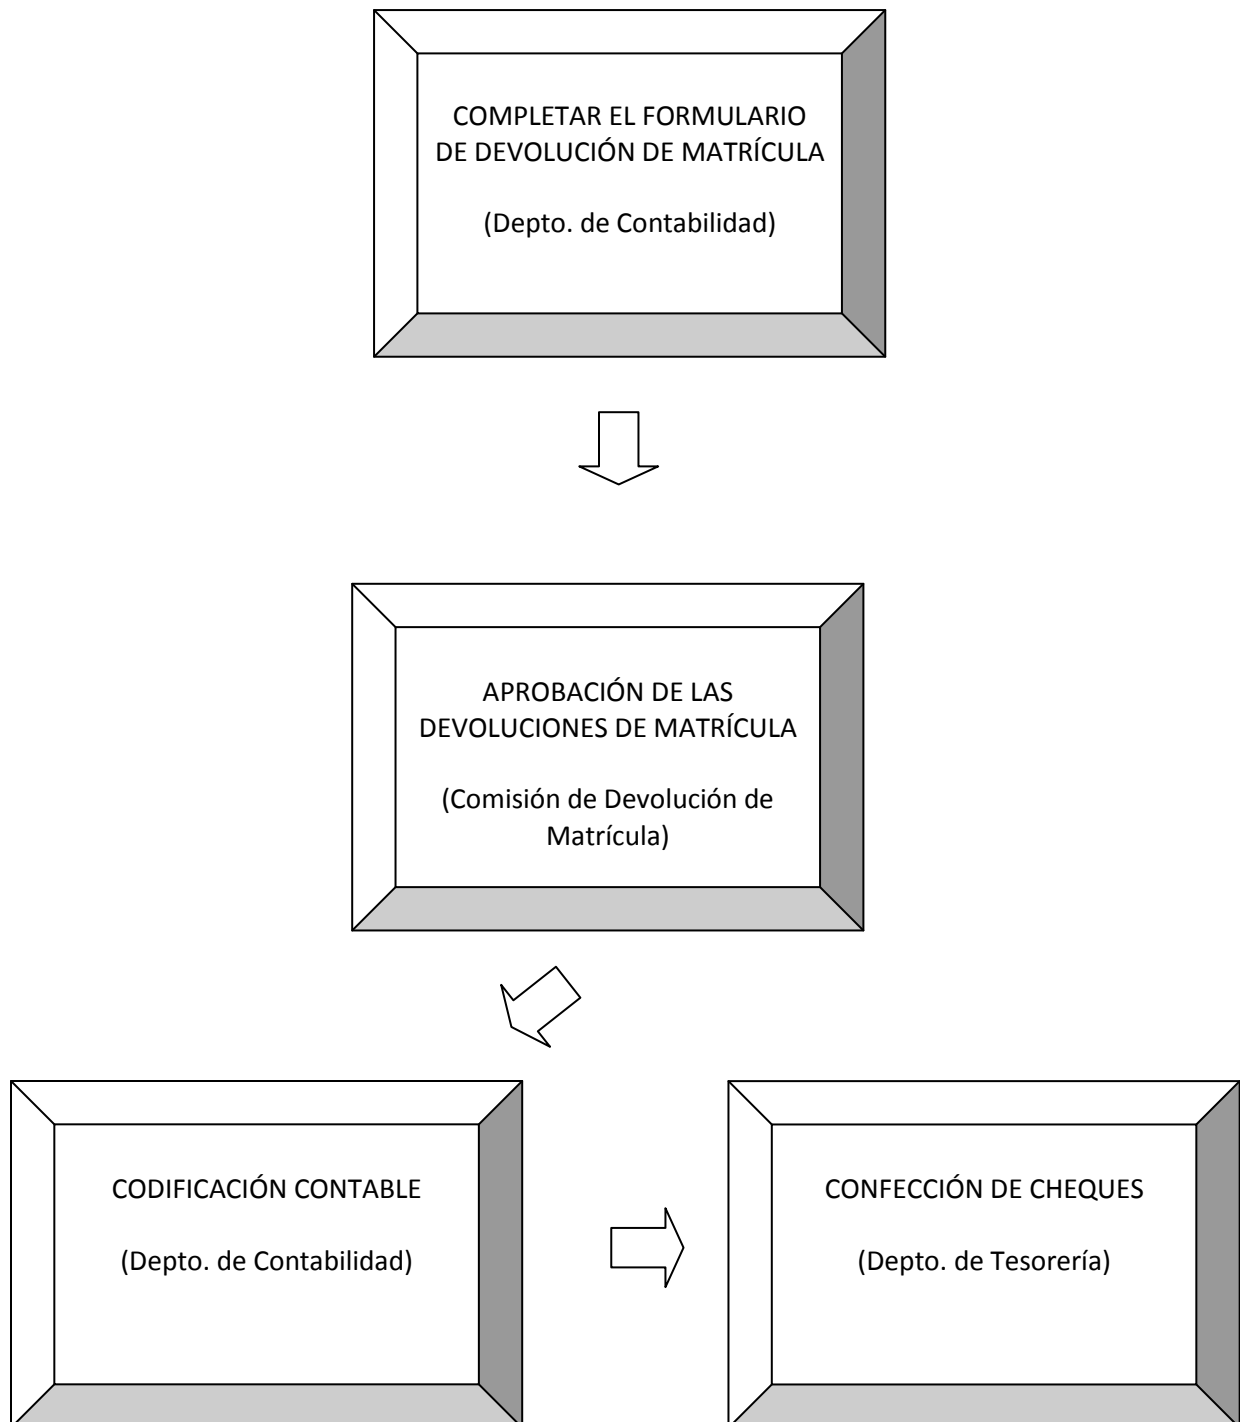 COMPLETAR EL FORMULARIO
DE DEVOLUCIÓN DE MATRÍCULA
(Depto. de Contabilidad)
APROBACIÓN DE LAS
DEVOLUCIONES DE MATRÍCULA
(Comisión de Devolución de
Matrícula)
CODIFICACIÓN CONTABLE
(Depto. de Contabilidad)
CONFECCIÓN DE CHEQUES
(Depto. de Tesorería)